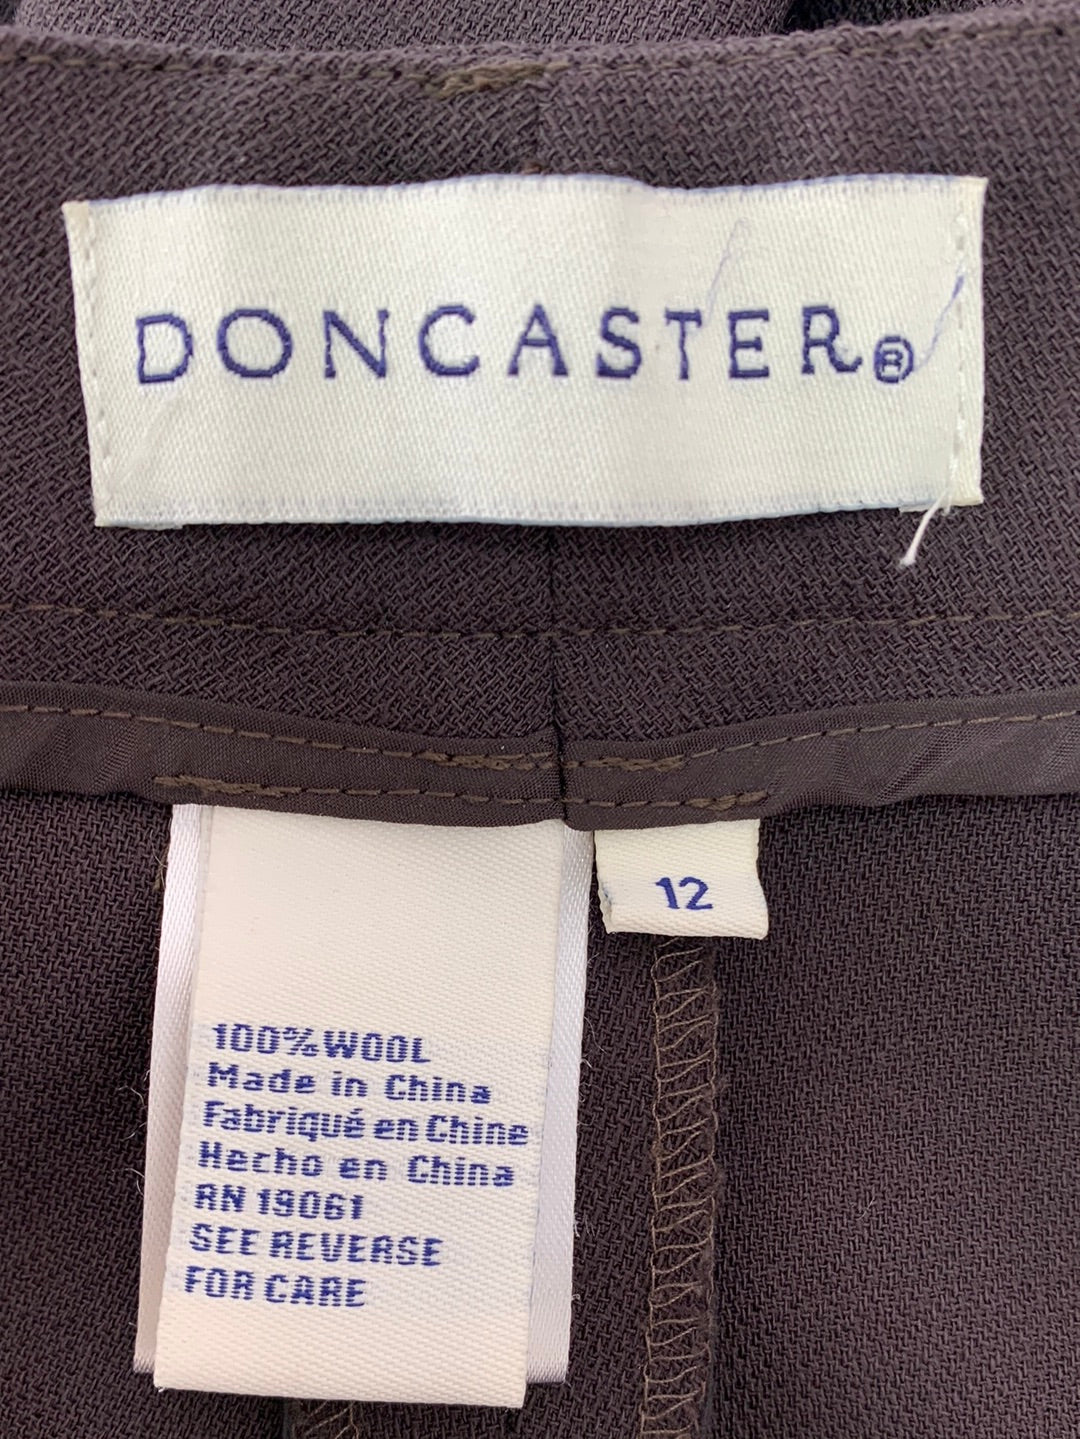 DONCASTER®
12
100% WOOL
Made in China
Fabriqué en Chine
Hecho en China
RN 19061
SEE REVERSE
FOR CARE